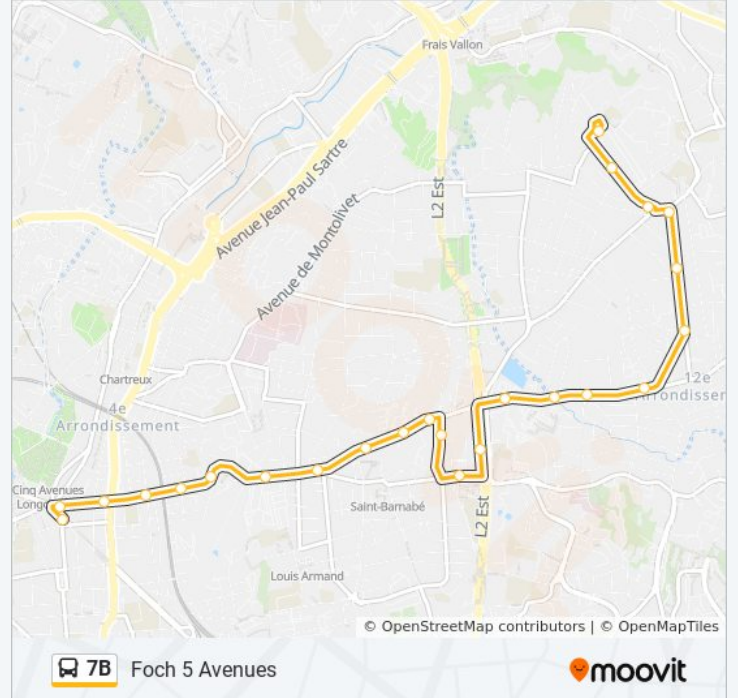 Frais Vallon
Avenue Jean-Paul Sartre
L2 Est
Avenue de Montolivet
Chartreux
4e
Arrondissement
12e
Arrondisser
Cinq Avenues
Longc
Saint-Barnabé
L2 Est
Louis Armand
© OpenStreetMap contributors | © OpenMapTiles
7B Foch 5 Avenues
moovit